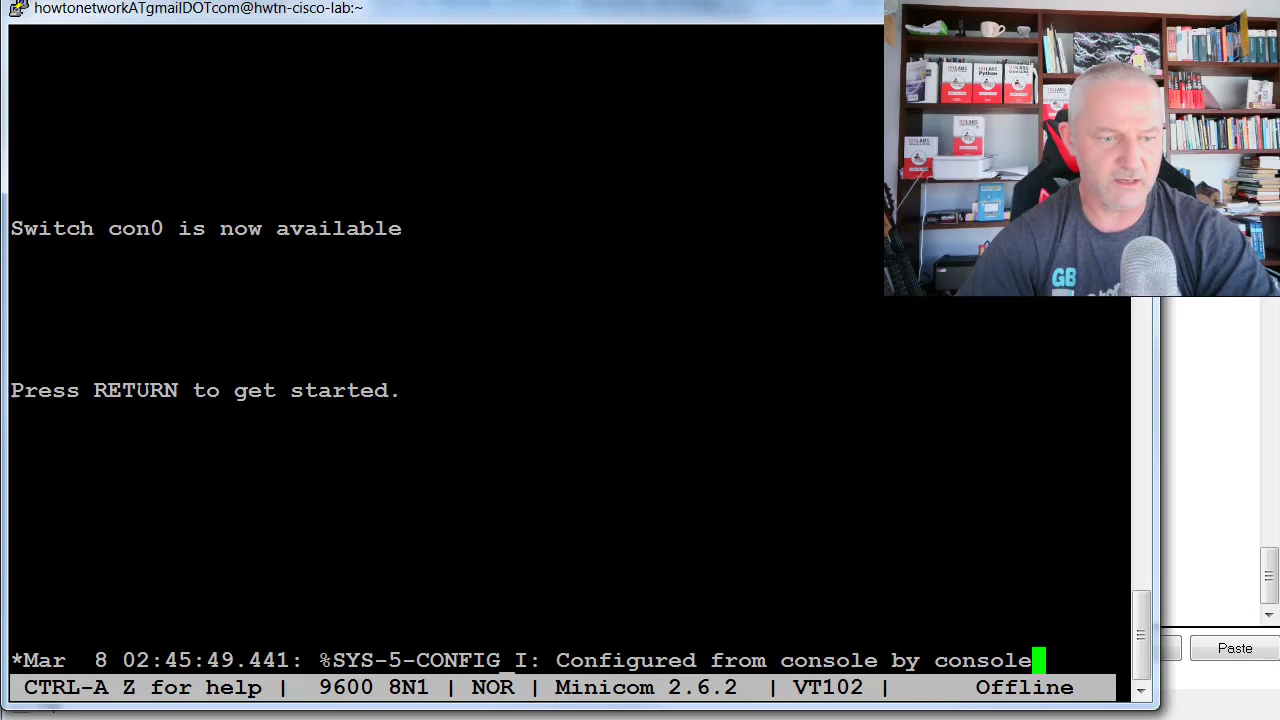 howtonetworkATgmailDOTcom@hwtn-cisco-lab:~
Switch con0 is now available
Press RETURN to get started.
*Mar  8 02:45:49.441: %SYS-5-CONFIG_I: Configured from console by console
CTRL-A Z for help |  9600 8N1 | NOR | Minicom 2.6.2  | VT102 |      Offline
Paste
GB
Python